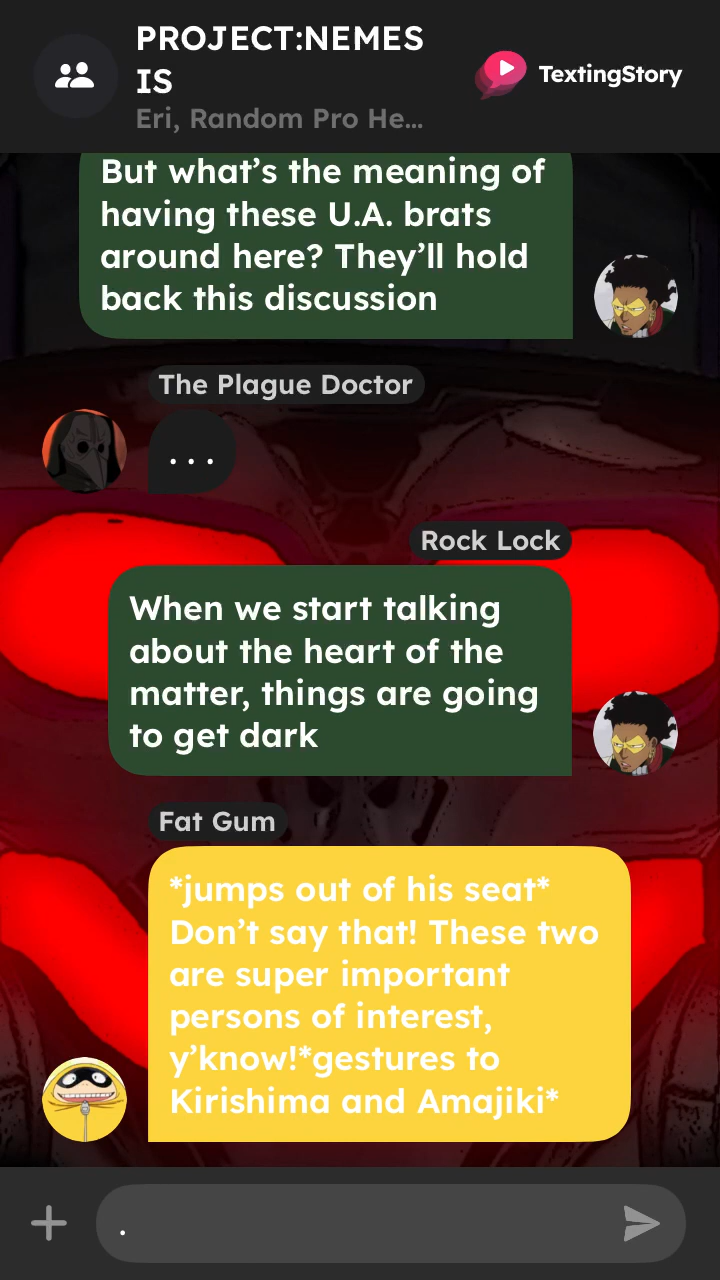 PROJECT:NEMES
IS
Eri, Random Pro He...
TextingStory
But what’s the meaning of
having these U.A. brats
around here? They’ll hold
back this discussion
The Plague Doctor
...
Rock Lock
When we start talking
about the heart of the
matter, things are going
to get dark
Fat Gum
*jumps out of his seat*
Don’t say that! These two
are super important
persons of interest,
y’know!*gestures to
Kirishima and Amajiki*
.